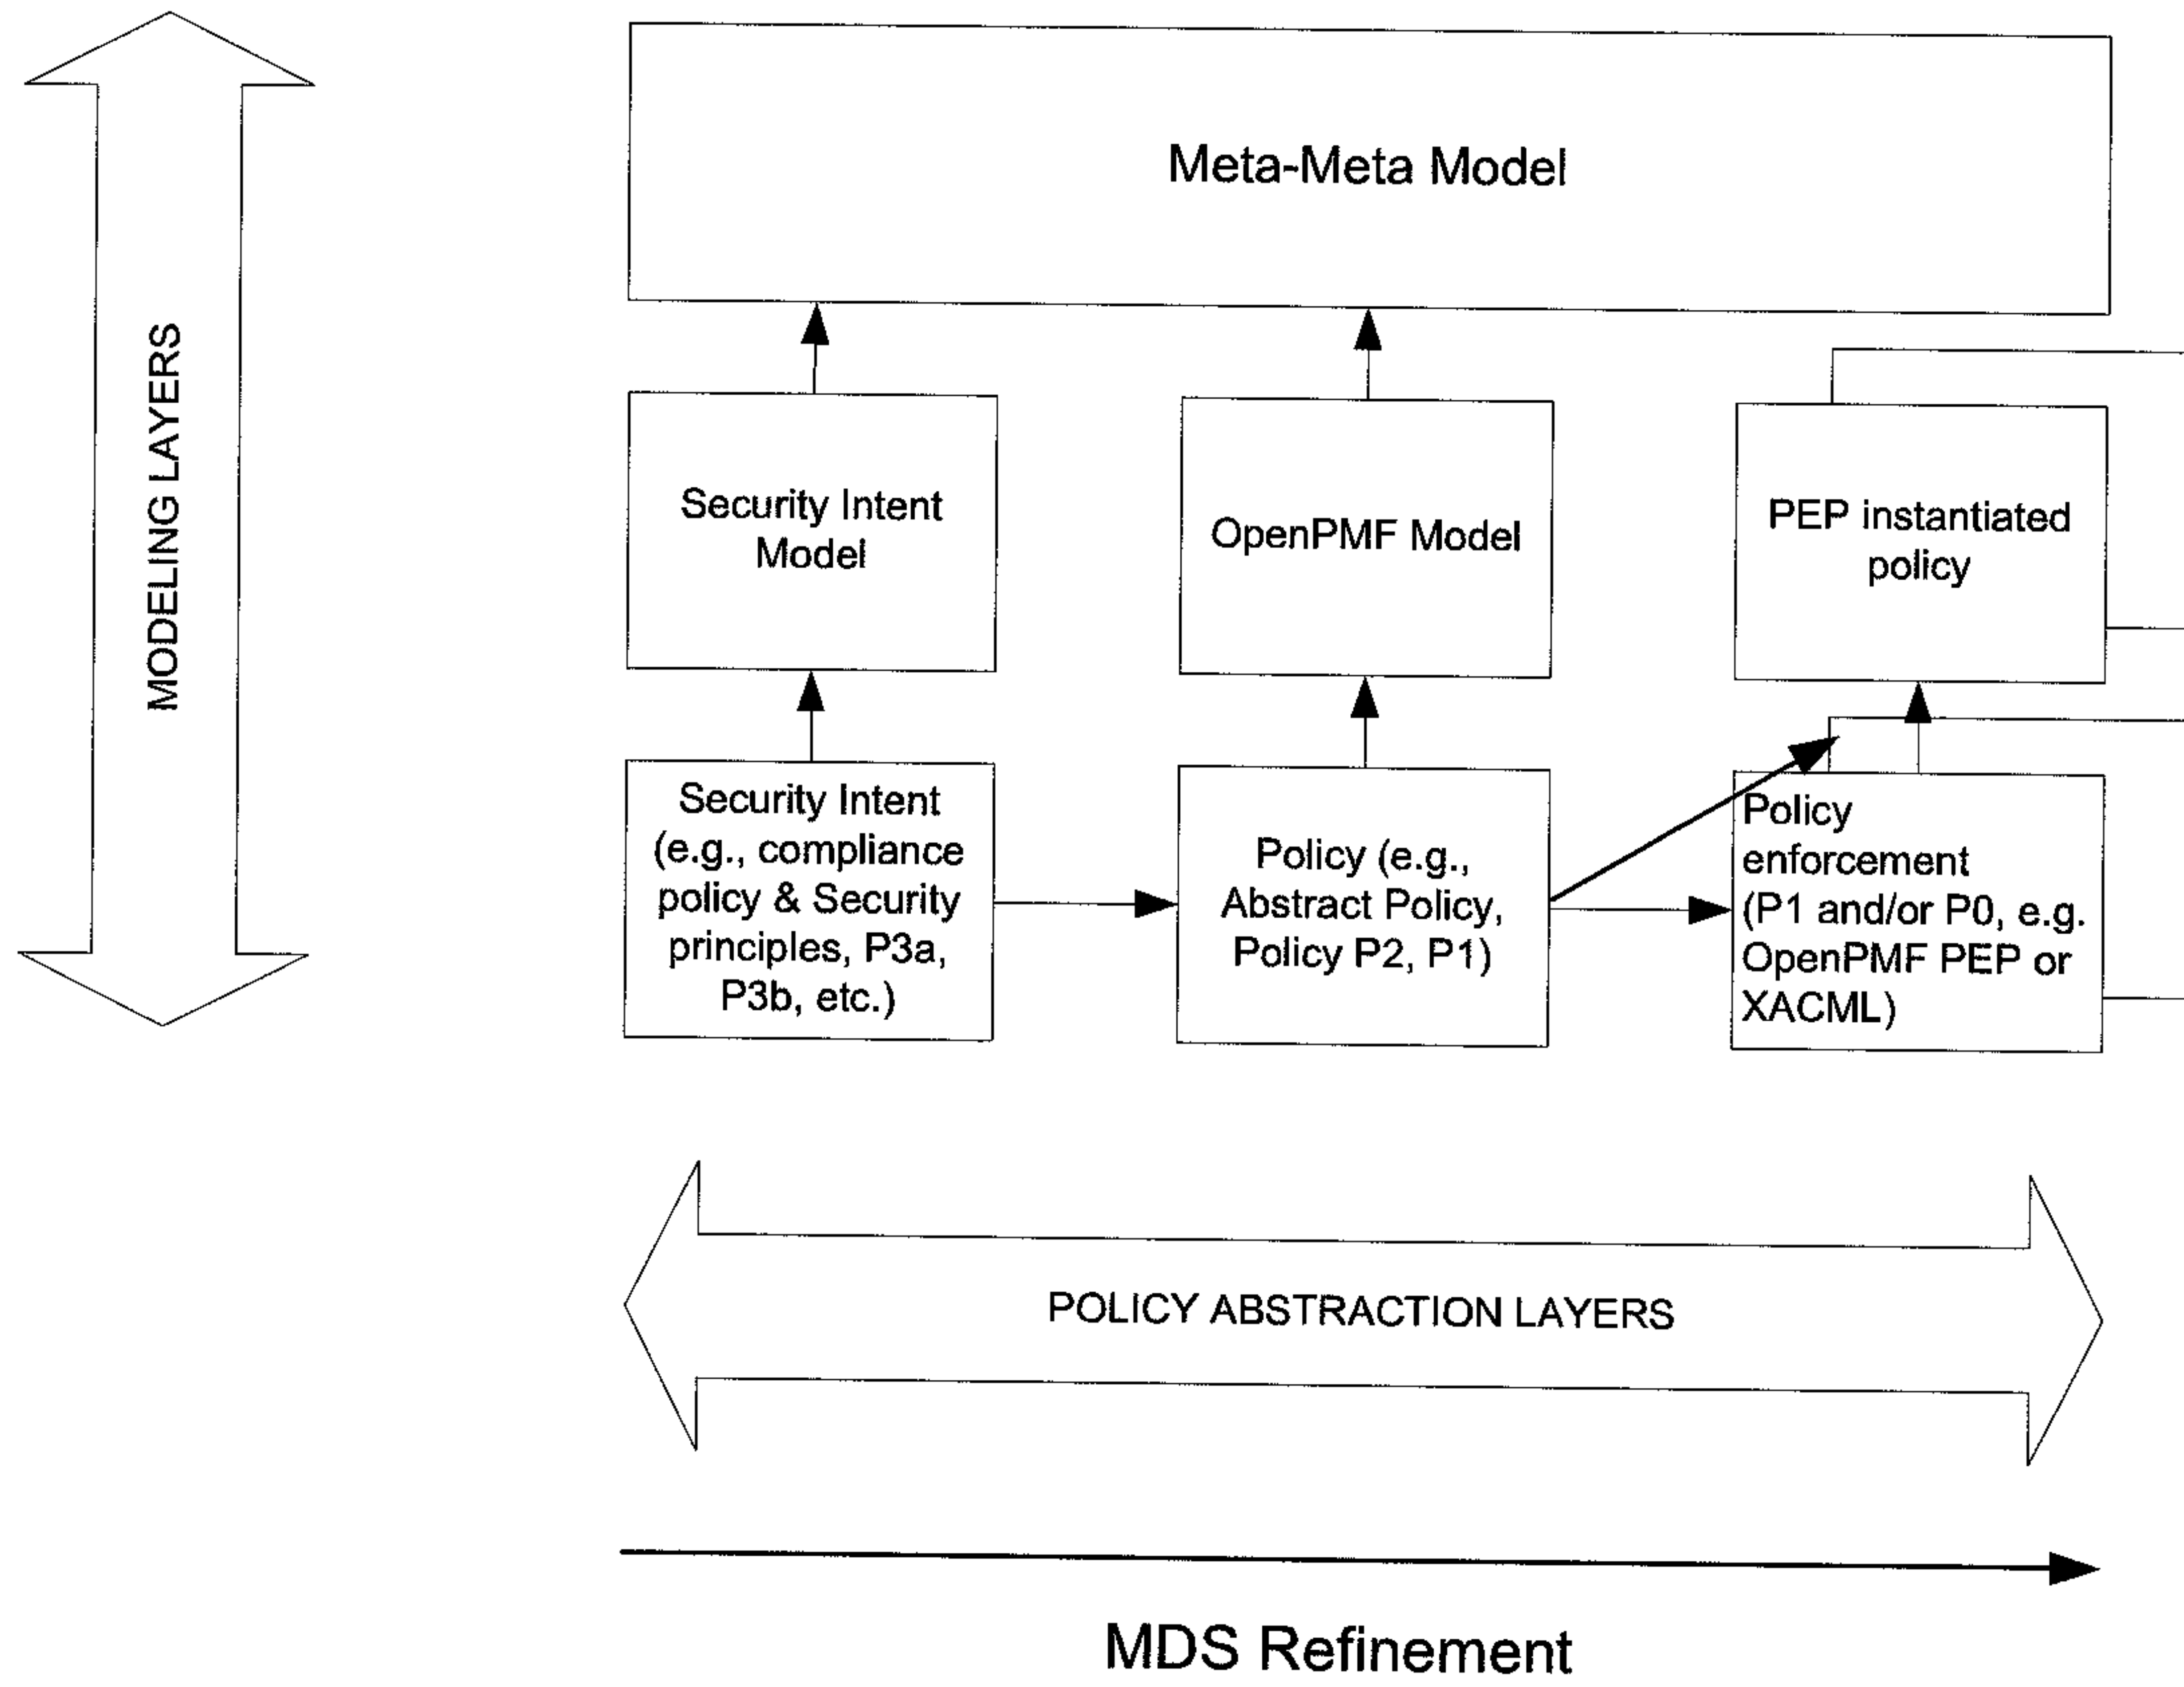 Meta-Meta Model
MODELING LAYERS
Security Intent
Model
OpenPMF Model
PEP instantiated
policy
Security Intent
(e.g., compliance
policy & Security
principles, P3a,
P3b, etc.)
Policy (e.g.,
Abstract Policy,
Policy P2, P1)
Policy
enforcement
(P1 and/or P0, e.g.
OpenPMF PEP or
XACML)
POLICY ABSTRACTION LAYERS
MDS Refinement